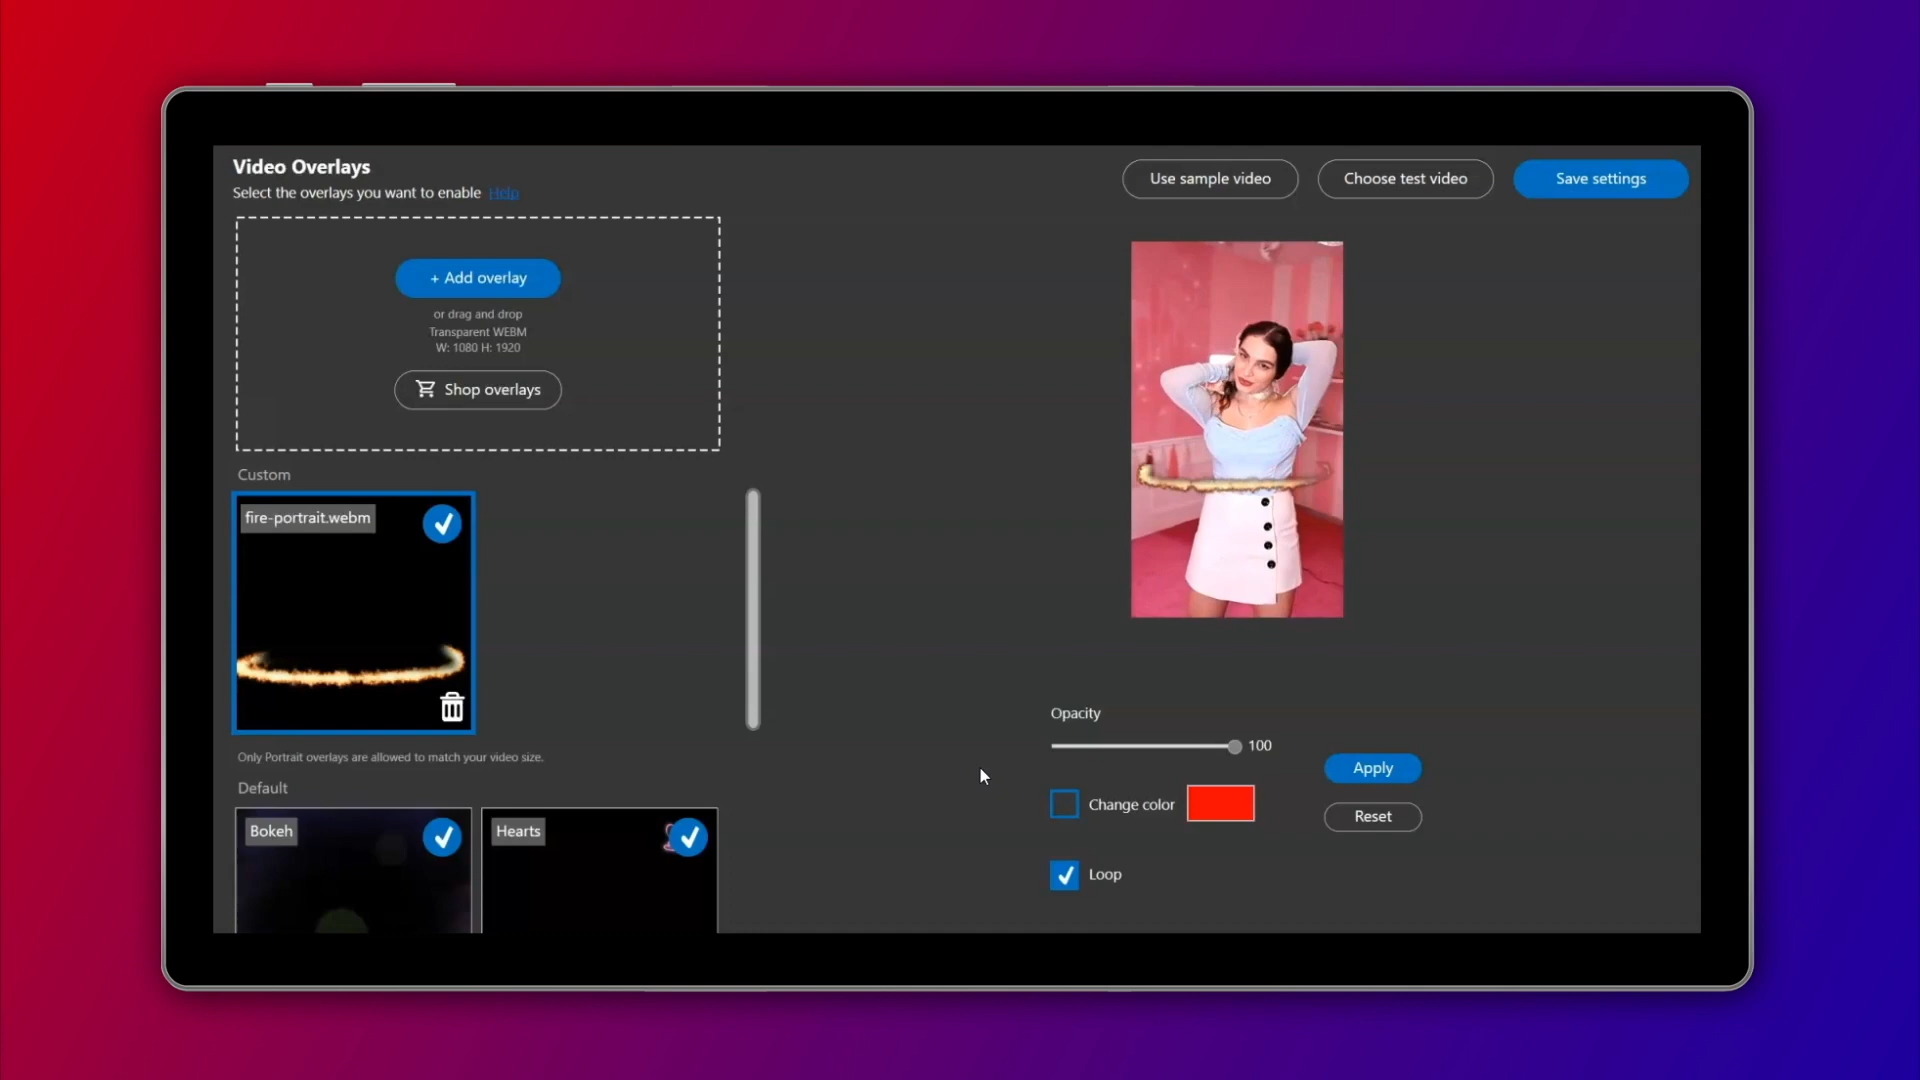 Video Overlays
Select the overlays you want to enable Help
Use sample video
Choose test video
Save settings
+ Add overlay
or drag and drop
Transparent WEBM
W: 1080 H: 1920
Shop overlays
Custom
fire-portrait.webm
Only Portrait overlays are allowed to match your video size.
Default
Bokeh
Hearts
Opacity
100
Change color
Loop
Apply
Reset